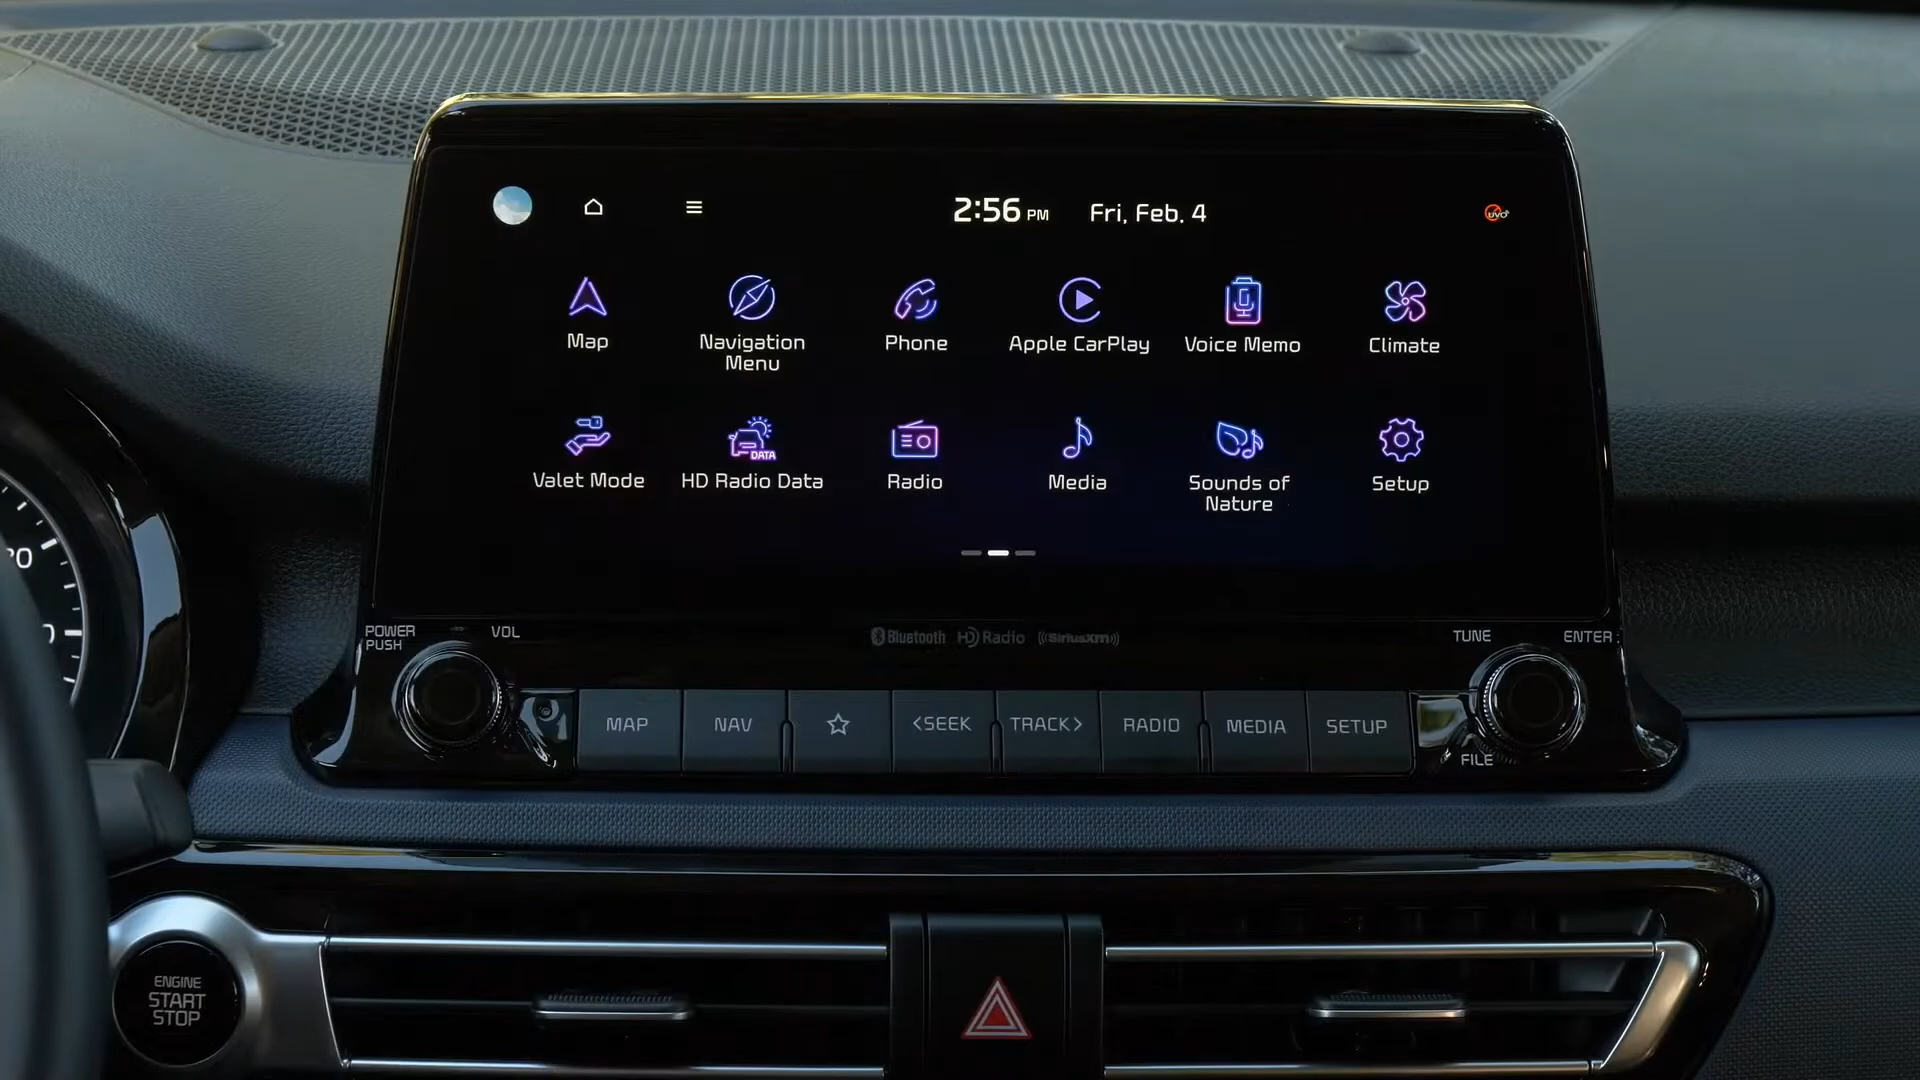 2:56 PM Fri, Feb. 4
UVO
Map
Navigation
Menu
Phone
Apple CarPlay
Voice Memo
Climate
Valet Mode
DATA
HD Radio Data
Radio
Media
Sounds of
Nature
Setup
POWER
PUSH
VOL
Bluetooth HD Radio ((SiriusXM))
TUNE
ENTER
MAP
NAV
<SEEK
TRACK>
RADIO
MEDIA
SETUP
FILE
ENGINE
START
STOP